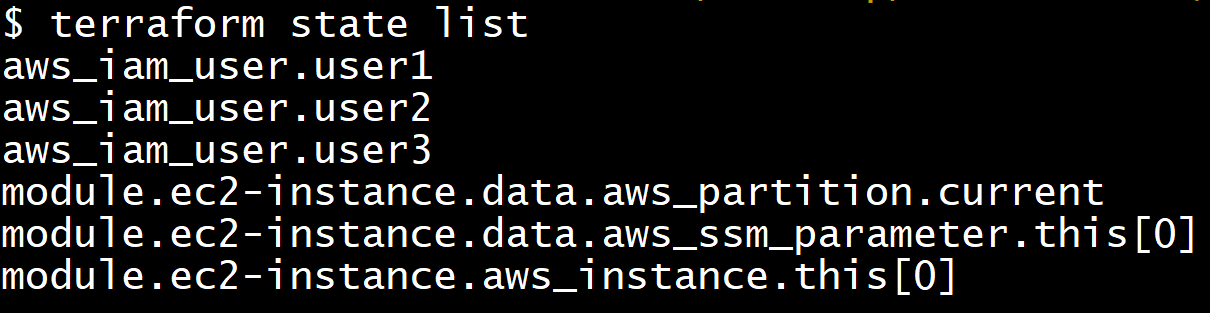 $ terraform state list
aws_iam_user.user1
aws_iam_user.user2
aws_iam_user.user3
module.ec2-instance.data.aws_partition.current
module.ec2-instance.data.aws_ssm_parameter.this[0]
module.ec2-instance.aws_instance.this[0]